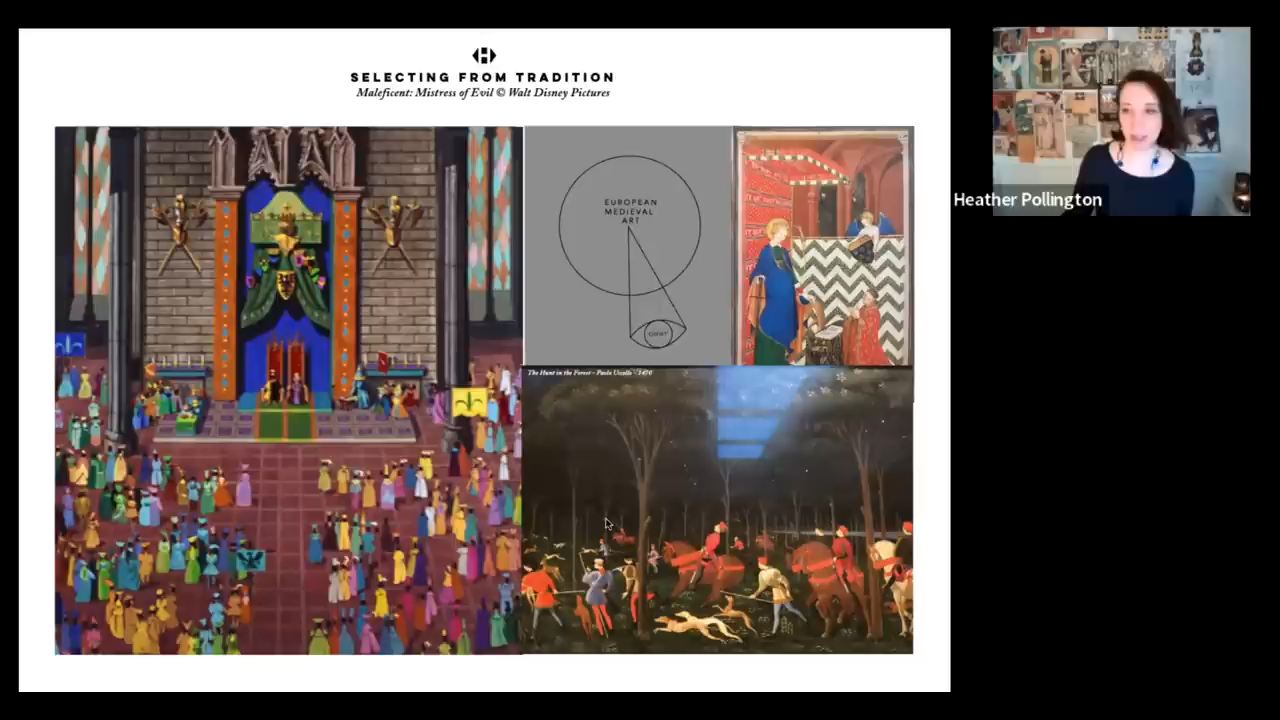 SELECTING FROM TRADITION
Maleficent: Mistress of Evil © Walt Disney Pictures
EUROPEAN
MEDIEVAL
ART
The Hunt in the Forest - Paolo Uccello - 1470
Heather Pollington